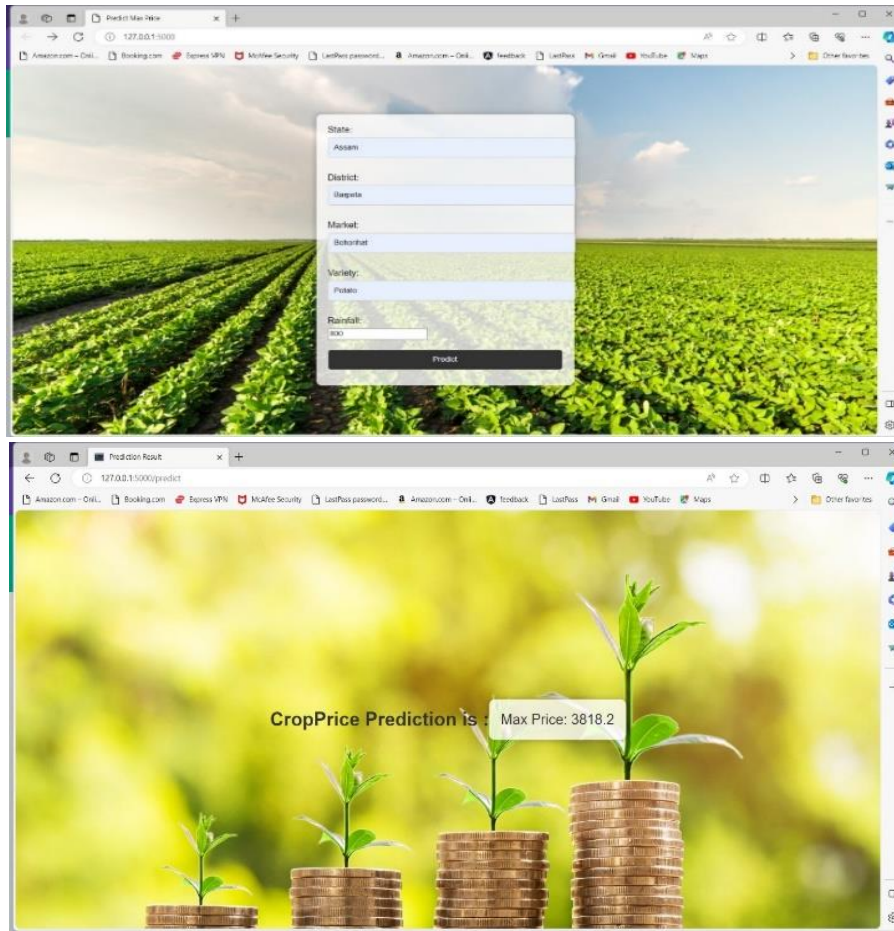 Predict Max Price
127.0.0.1:5000
Amazon.com – Onli... Booking.com Express VPN McAfee Security LastPass password... Amazon.com – Onli... feedback LastPass Gmail YouTube Maps Other favorites
State:
Assam
District:
Barpeta
Market:
Variety:
Potato
Rainfall:
800
Predict
Prediction Result
127.0.0.1:5000/predict
Amazon.com – Onli... Booking.com Express VPN McAfee Security LastPass password... Amazon.com – Onli... feedback LastPass Gmail YouTube Maps Other favorites
CropPrice Prediction is : Max Price: 3818.2